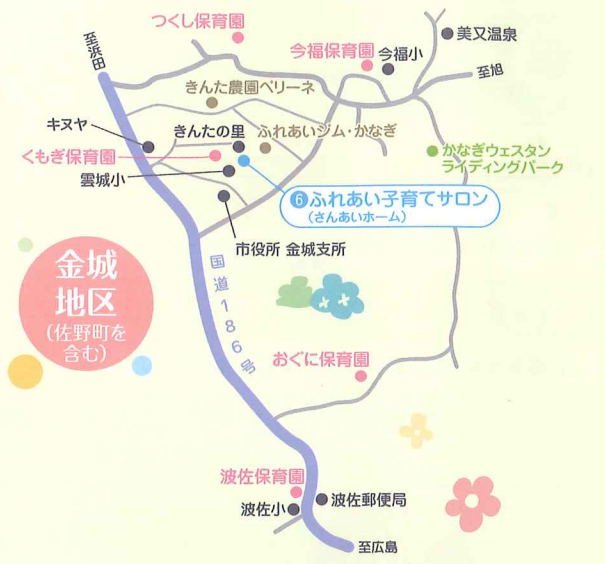 つくし保育園
至浜田
今福保育園
今福小
美又温泉
至旭
きんた農園ベリーネ
キヌヤ
きんたの里
ふれあいジム・かなぎ
くもぎ保育園
雲城小
かなぎウェスタン
ライディングパーク
❻ふれあい子育てサロン
(さんあいホーム)
市役所 金城支所
金城
地区
(佐野町を
含む)
国道186号
おぐに保育園
波佐保育園
波佐小
波佐郵便局
至広島